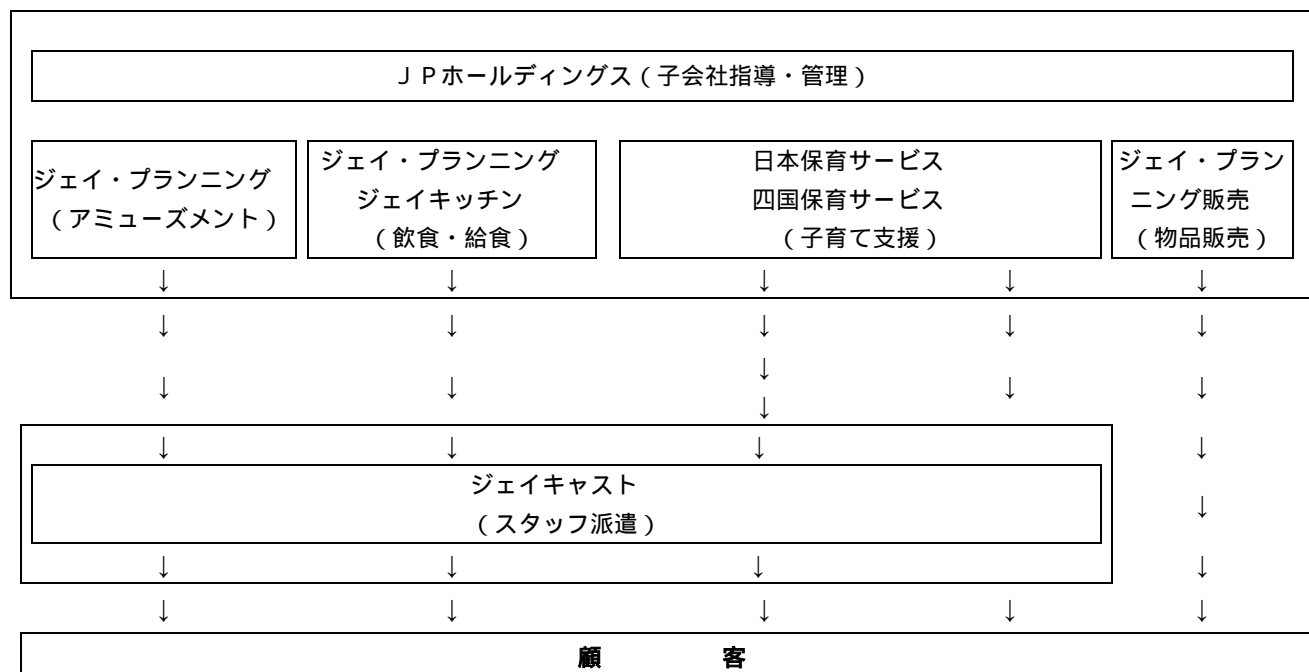 ＪＰホールディングス（子会社指導・管理）
ジェイ・プランニング
（アミューズメント）
ジェイ・プランニング
ジェイキッチン
（飲食・給食）
日本保育サービス
四国保育サービス
（子育て支援）
ジェイ・プラン
ニング販売
（物品販売）
↓ ↓ ↓ ↓ ↓
↓ ↓ ↓ ↓ ↓
↓
↓ ↓ ↓
↓
↓ ↓ ↓ ↓
ジェイキャスト
（スタッフ派遣）
↓
↓ ↓ ↓ ↓
↓ ↓ ↓ ↓ ↓
顧 客